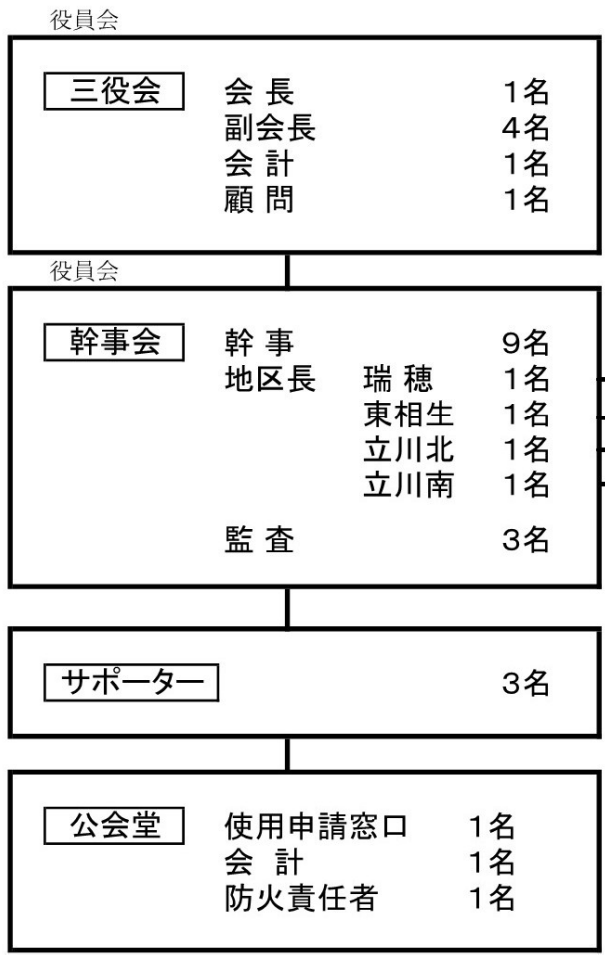 役員会
三役会 会 長 1名
副会長 4名
会 計 1名
顧 問 1名
役員会
幹事会 幹 事 9名
地区長 瑞 穂 1名
東相生 1名
立川北 1名
立川南 1名
監 査 3名
サポーター 3名
公会堂 使用申請窓口 1名
会 計 1名
防火責任者 1名